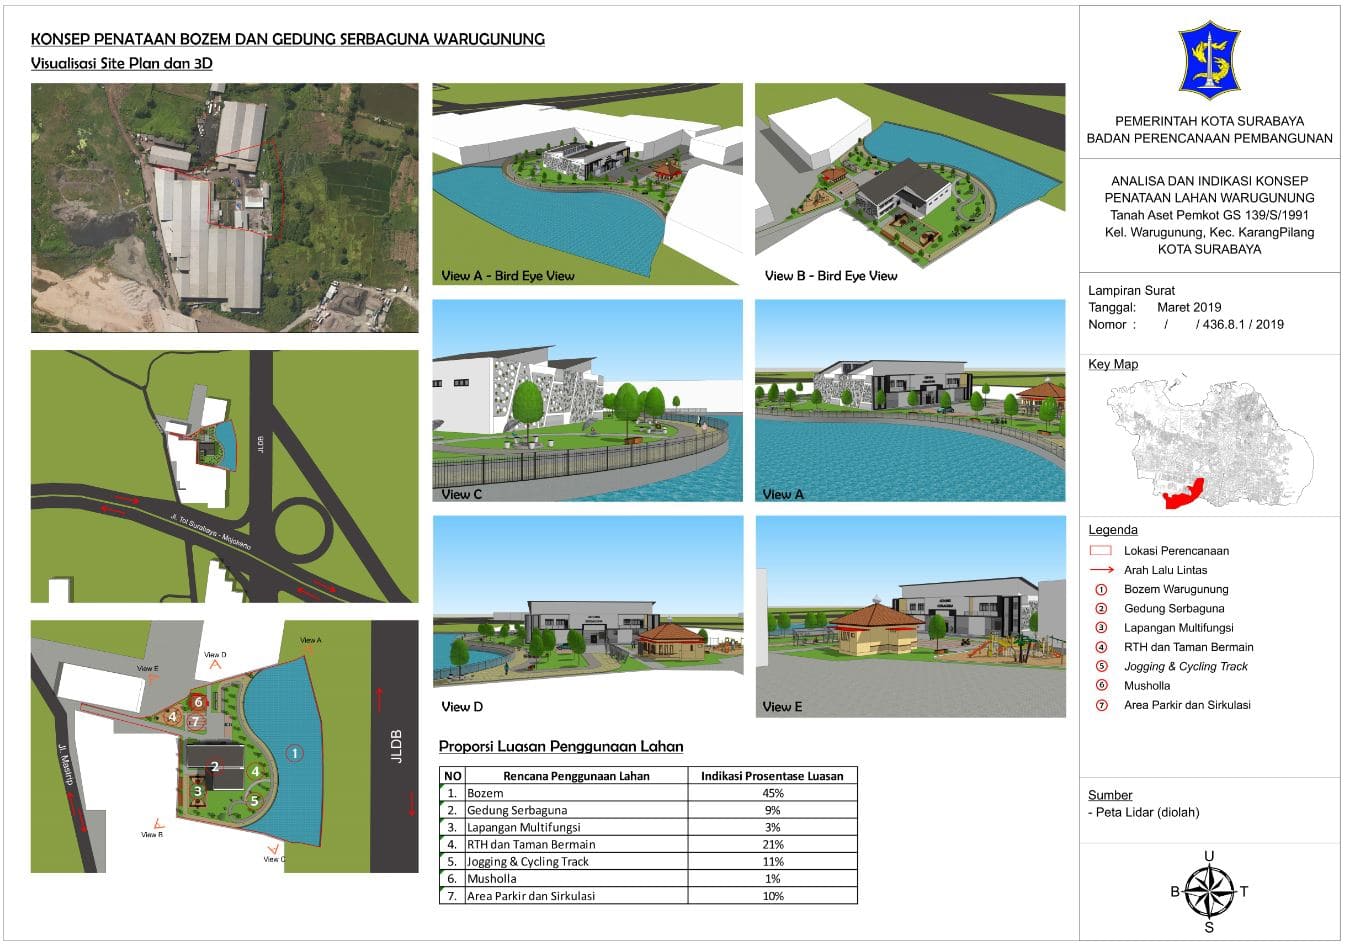 KONSEP PENATAAN BOZEM DAN GEDUNG SERBAGUNA WARUGUNUNG
Visualisasi Site Plan dan 3D
View A - Bird Eye View
View B - Bird Eye View
View C
View A
View D
View E
JLDB
Jl. Tol Surabaya - Mojokerto
View A
View D
View E
6
4
7
1
2
4
3
5
JLDB
Jl. Mastrip
View B
View C
Proporsi Luasan Penggunaan Lahan
NO Rencana Penggunaan Lahan Indikasi Prosentase Luasan
1. Bozem 45%
2. Gedung Serbaguna 9%
3. Lapangan Multifungsi 3%
4. RTH dan Taman Bermain 21%
5. Jogging & Cycling Track 11%
6. Musholla 1%
7. Area Parkir dan Sirkulasi 10%
PEMERINTAH KOTA SURABAYA
BADAN PERENCANAAN PEMBANGUNAN
ANALISA DAN INDIKASI KONSEP
PENATAAN LAHAN WARUGUNUNG
Tanah Aset Pemkot GS 139/S/1991
Kel. Warugunung, Kec. KarangPilang
KOTA SURABAYA
Lampiran Surat
Tanggal: Maret 2019
Nomor : / / 436.8.1 / 2019
Key Map
Legenda
Lokasi Perencanaan
Arah Lalu Lintas
1 Bozem Warugunung
2 Gedung Serbaguna
3 Lapangan Multifungsi
4 RTH dan Taman Bermain
5 Jogging & Cycling Track
6 Musholla
7 Area Parkir dan Sirkulasi
Sumber
- Peta Lidar (diolah)
U
B T
S